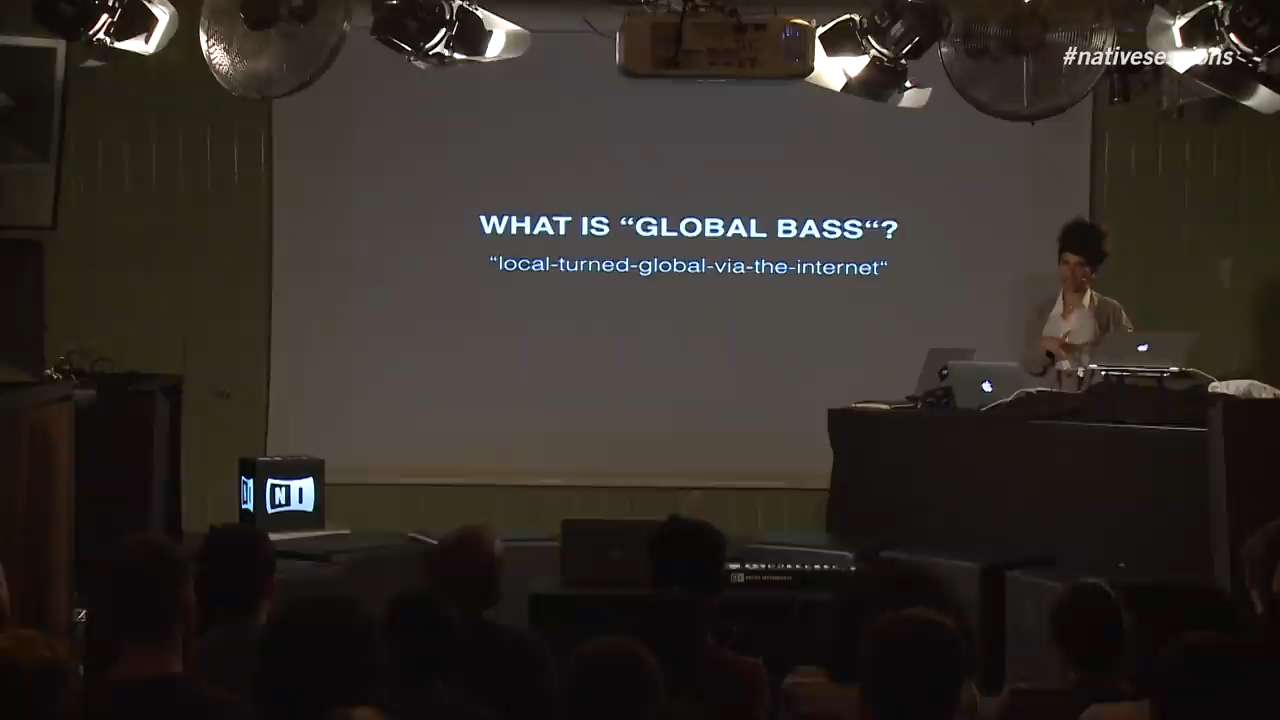 #nativesessions
WHAT IS “GLOBAL BASS“?
“local-turned-global-via-the-internet“
NI